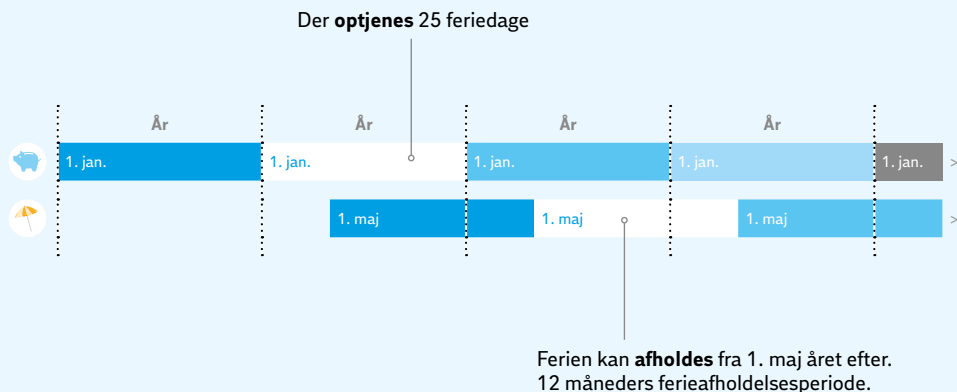 Der optjenes 25 feriedage
År År År År
1. jan. 1. jan. 1. jan. 1. jan. 1. jan. >
1. maj 1. maj 1. maj >
Ferien kan afholdes fra 1. maj året efter.
12 måneders ferieafholdelsesperiode.